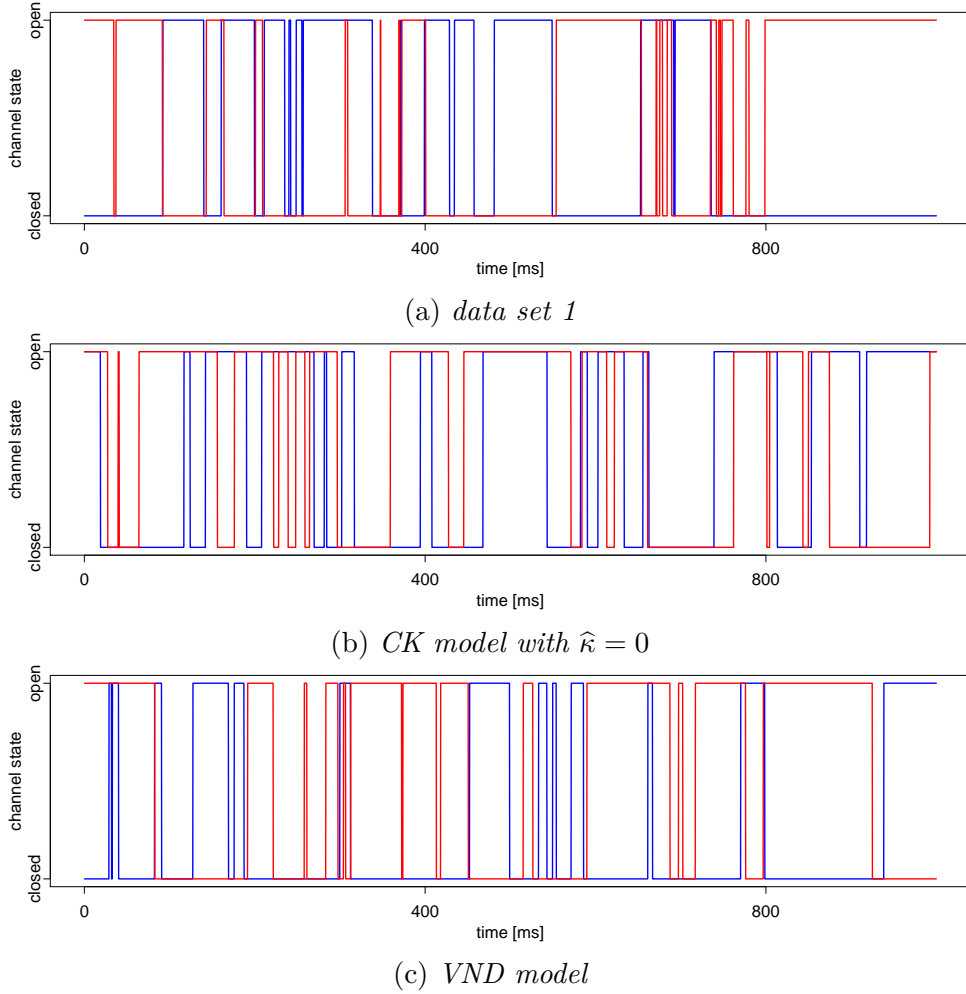 open
channel state
closed
0 400 800
time [ms]
(a) data set 1
open
channel state
closed
0 400 800
time [ms]
(b) CK model with κ̂ = 0
open
channel state
closed
0 400 800
time [ms]
(c) VND model